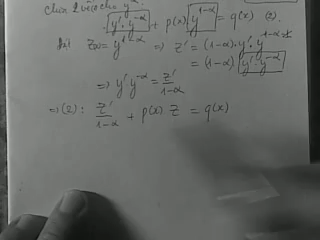 Chia 2 vế cho y^α
y'.y^-α + p(x) y^1-α = q(x) (2).
Đặt Z(x) = y^1-α ⇒ Z' = (1-α).y'.y^1-α-1
= (1-α) y'.y^-α
⇒ y'y^-α = Z'/1-α
⇒ (2): Z'/1-α + p(x) Z = q(x)